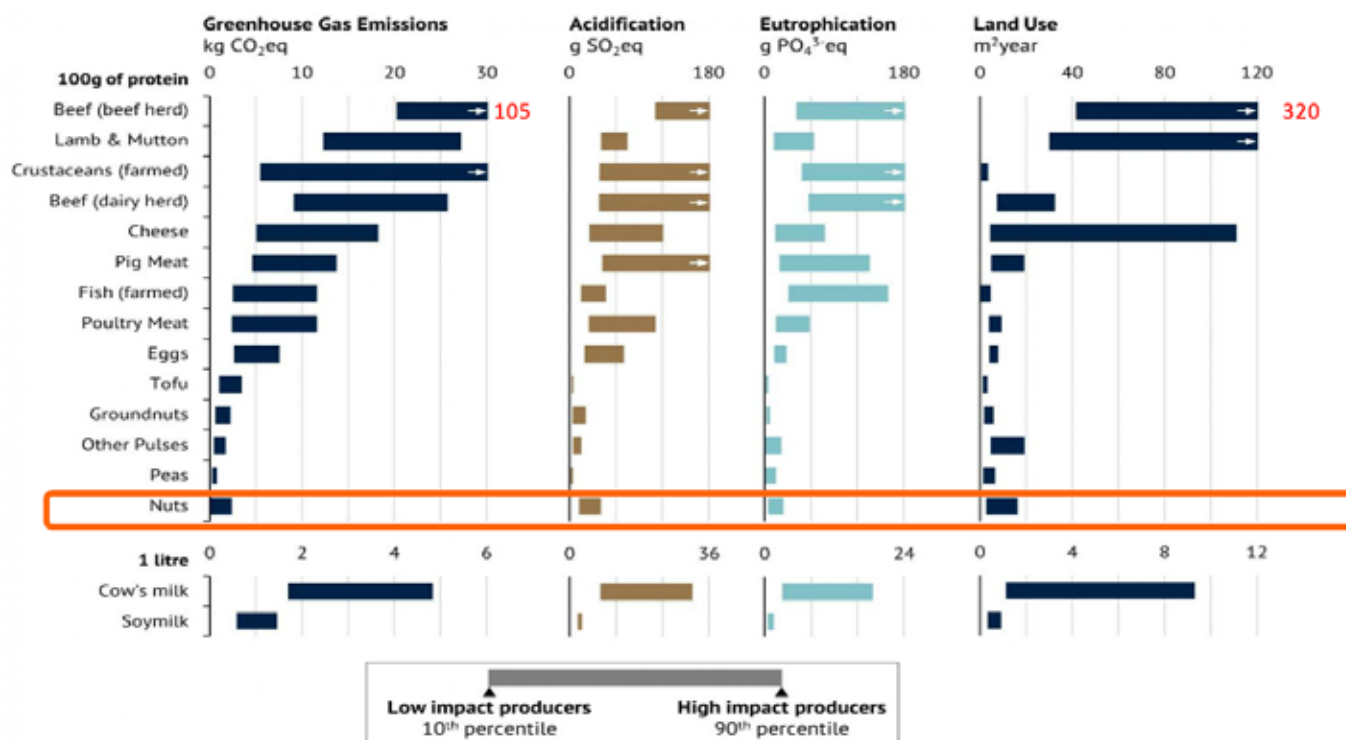 Greenhouse Gas Emissions Acidification Eutrophication Land Use
kg CO₂eq g SO₂eq g PO₄³⁻eq m²year
100g of protein 0 10 20 30 0 180 0 180 0 40 80 120
Beef (beef herd) 105 320
Lamb & Mutton
Crustaceans (farmed)
Beef (dairy herd)
Cheese
Pig Meat
Fish (farmed)
Poultry Meat
Eggs
Tofu
Groundnuts
Other Pulses
Peas
Nuts
1 litre 0 2 4 6 0 36 0 24 0 4 8 12
Cow's milk
Soymilk
Low impact producers High impact producers
10th percentile 90th percentile